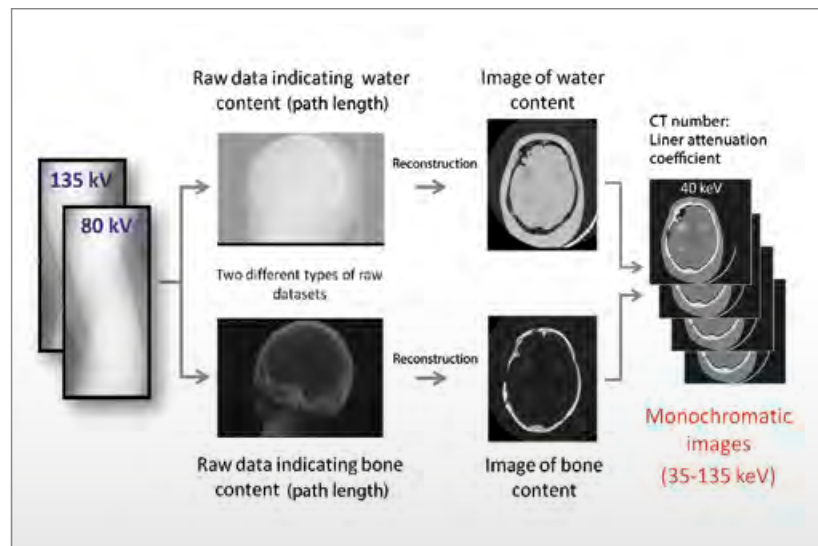 135 kV
80 kV
Raw data indicating water
content (path length)
Two different types of raw
datasets
Raw data indicating bone
content (path length)
Reconstruction
Reconstruction
Image of water
content
Image of bone
content
CT number:
Liner attenuation
coefficient
40 keV
Monochromatic
images
(35-135 keV)